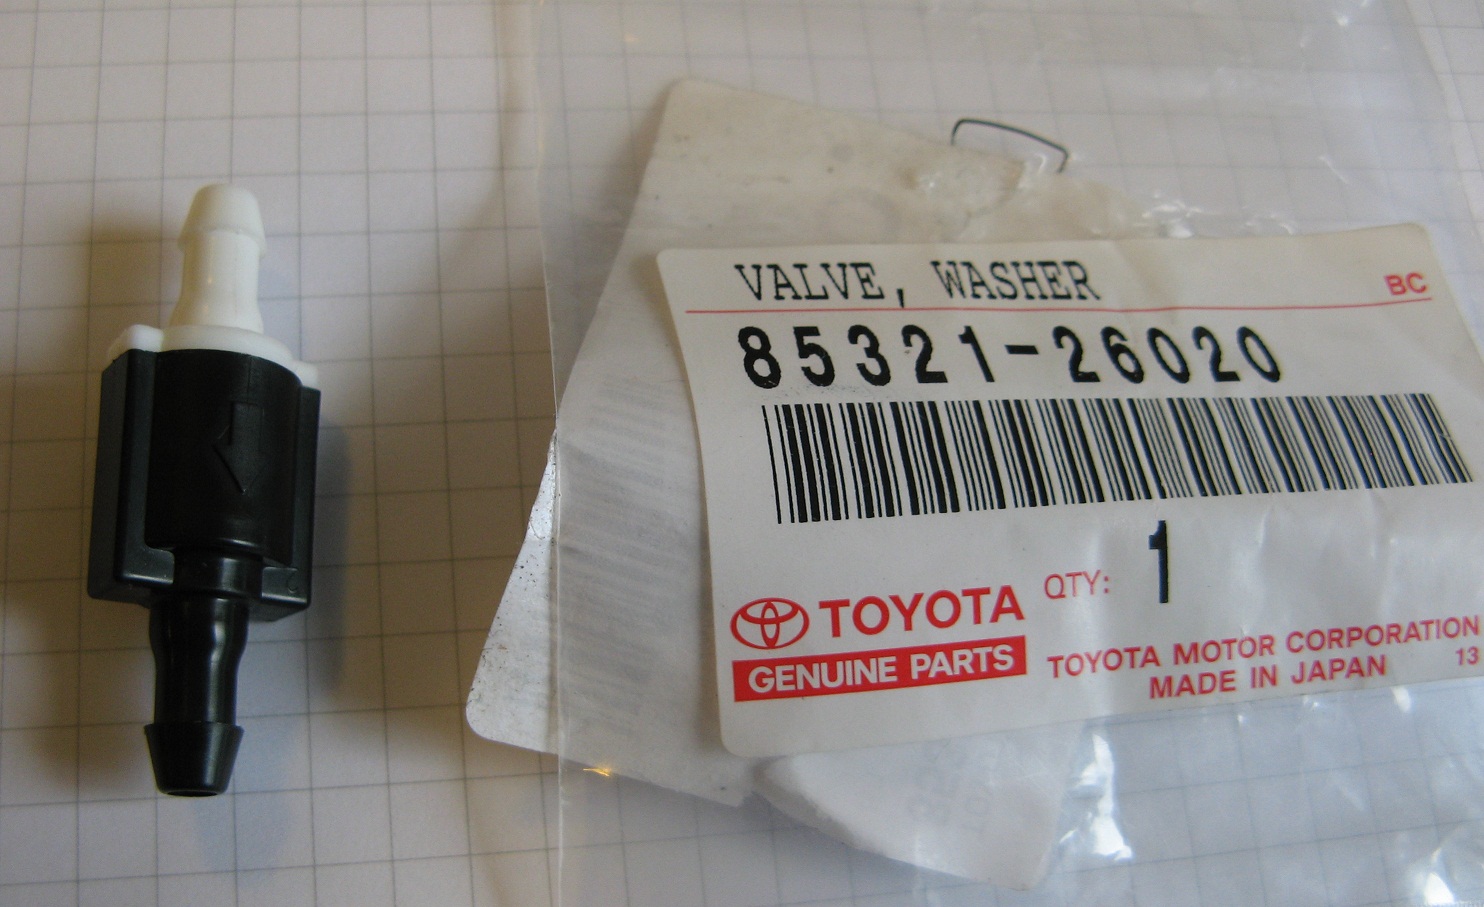 VALVE, WASHER
BC
85321-26020
QTY: 1
TOYOTA
GENUINE PARTS
TOYOTA MOTOR CORPORATION
MADE IN JAPAN 13